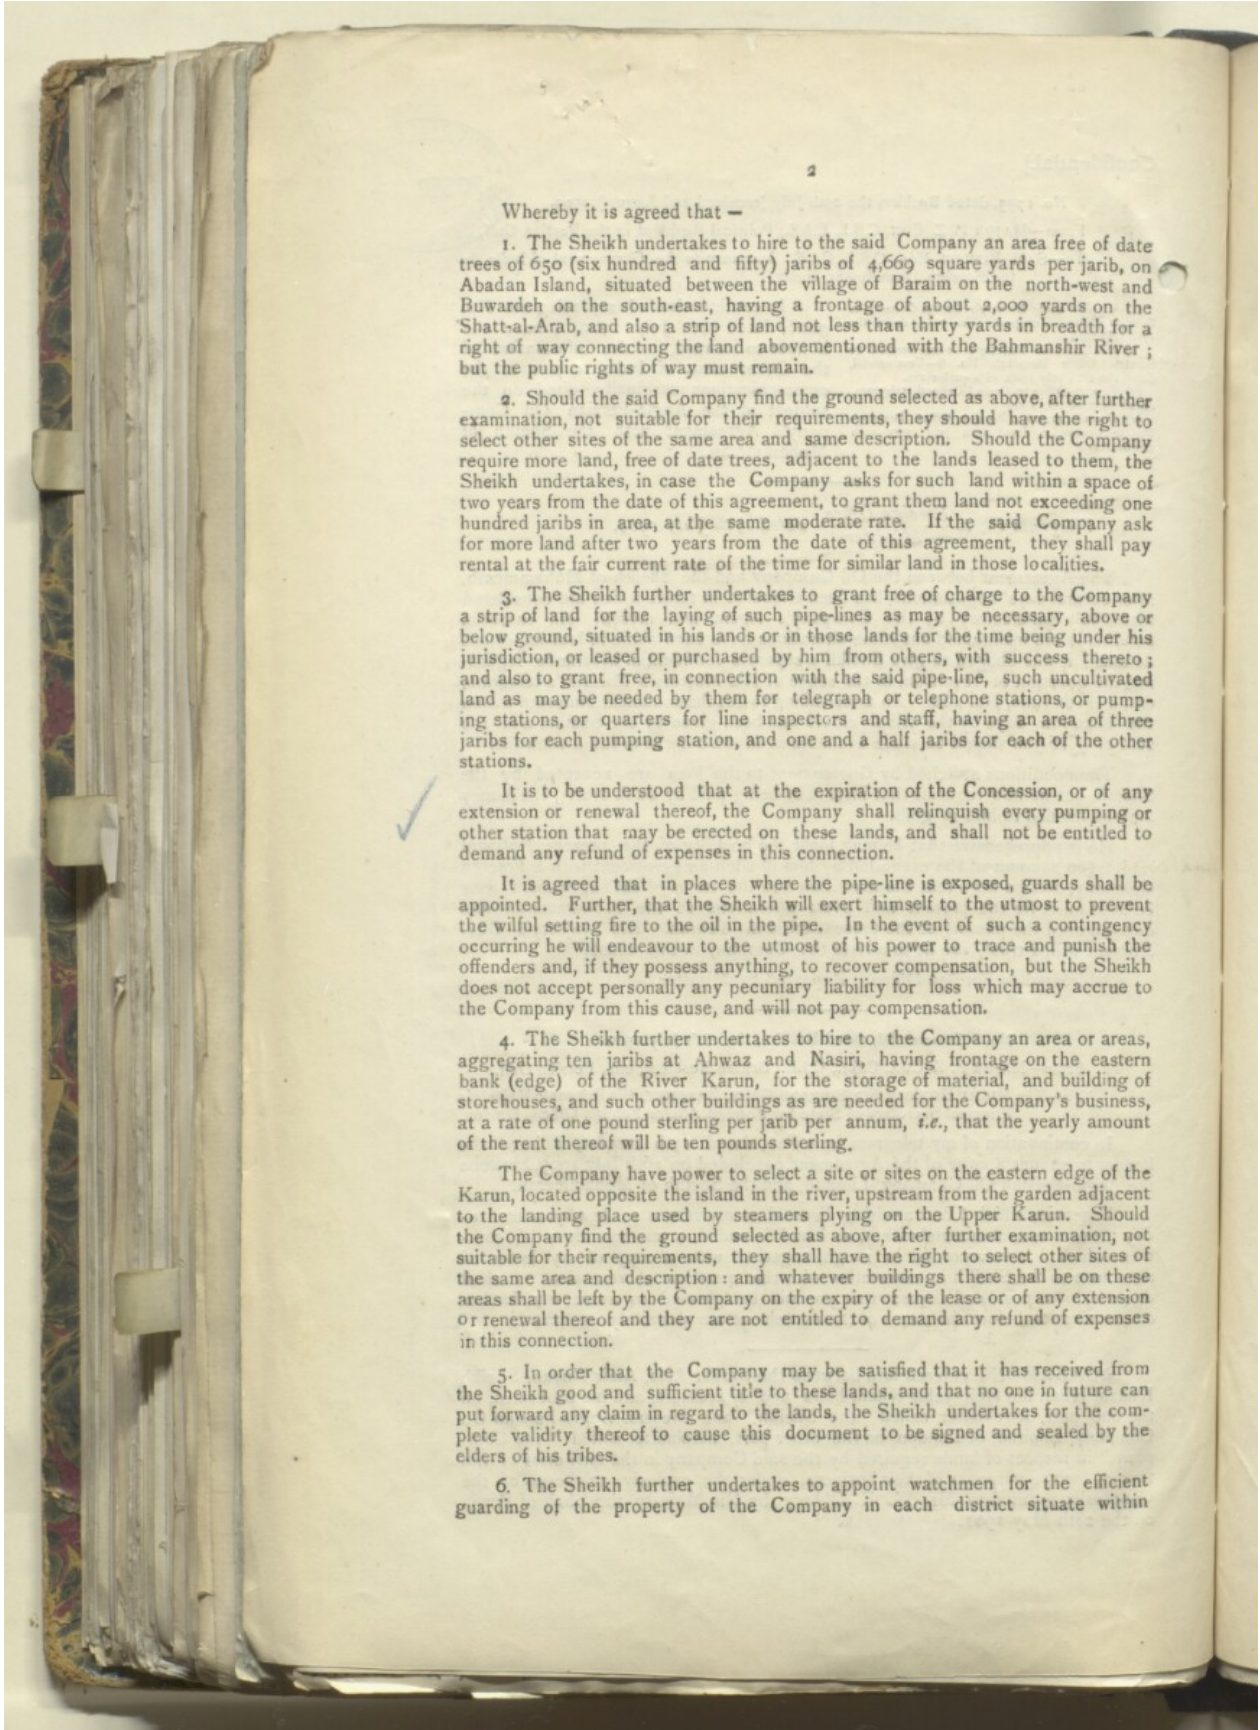 2
Whereby it is agreed that —
1. The Sheikh undertakes to hire to the said Company an area free of date
trees of 650 (six hundred and fifty) jaribs of 4,669 square yards per jarib, on
Abadan Island, situated between the village of Baraim on the north-west and
Buwardeh on the south-east, having a frontage of about 2,000 yards on the
Shatt-al-Arab, and also a strip of land not less than thirty yards in breadth for a
right of way connecting the land abovementioned with the Bahmanshir River ;
but the public rights of way must remain.
2. Should the said Company find the ground selected as above, after further
examination, not suitable for their requirements, they should have the right to
select other sites of the same area and same description. Should the Company
require more land, free of date trees, adjacent to the lands leased to them, the
Sheikh undertakes, in case the Company asks for such land within a space of
two years from the date of this agreement, to grant them land not exceeding one
hundred jaribs in area, at the same moderate rate. If the said Company ask
for more land after two years from the date of this agreement, they shall pay
rental at the fair current rate of the time for similar land in those localities.
3. The Sheikh further undertakes to grant free of charge to the Company
a strip of land for the laying of such pipe-lines as may be necessary, above or
below ground, situated in his lands or in those lands for the time being under his
jurisdiction, or leased or purchased by him from others, with success thereto ;
and also to grant free, in connection with the said pipe-line, such uncultivated
land as may be needed by them for telegraph or telephone stations, or pump-
ing stations, or quarters for line inspectors and staff, having an area of three
jaribs for each pumping station, and one and a half jaribs for each of the other
stations.
It is to be understood that at the expiration of the Concession, or of any
extension or renewal thereof, the Company shall relinquish every pumping or
other station that may be erected on these lands, and shall not be entitled to
demand any refund of expenses in this connection.
It is agreed that in places where the pipe-line is exposed, guards shall be
appointed. Further, that the Sheikh will exert himself to the utmost to prevent
the wilful setting fire to the oil in the pipe. In the event of such a contingency
occurring he will endeavour to the utmost of his power to trace and punish the
offenders and, if they possess anything, to recover compensation, but the Sheikh
does not accept personally any pecuniary liability for loss which may accrue to
the Company from this cause, and will not pay compensation.
4. The Sheikh further undertakes to hire to the Company an area or areas,
aggregating ten jaribs at Ahwaz and Nasiri, having frontage on the eastern
bank (edge) of the River Karun, for the storage of material, and building of
storehouses, and such other buildings as are needed for the Company's business,
at a rate of one pound sterling per jarib per annum, i.e., that the yearly amount
of the rent thereof will be ten pounds sterling.
The Company have power to select a site or sites on the eastern edge of the
Karun, located opposite the island in the river, upstream from the garden adjacent
to the landing place used by steamers plying on the Upper Karun. Should
the Company find the ground selected as above, after further examination, not
suitable for their requirements, they shall have the right to select other sites of
the same area and description : and whatever buildings there shall be on these
areas shall be left by the Company on the expiry of the lease or of any extension
or renewal thereof and they are not entitled to demand any refund of expenses
in this connection.
5. In order that the Company may be satisfied that it has received from
the Sheikh good and sufficient title to these lands, and that no one in future can
put forward any claim in regard to the lands, the Sheikh undertakes for the com-
plete validity thereof to cause this document to be signed and sealed by the
elders of his tribes.
6. The Sheikh further undertakes to appoint watchmen for the efficient
guarding of the property of the Company in each district situate within